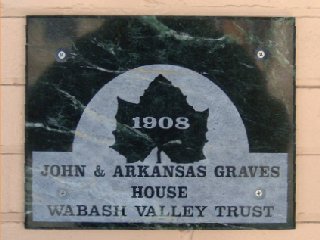 1908
JOHN & ARKANSAS GRAVES
HOUSE
WABASH VALLEY TRUST